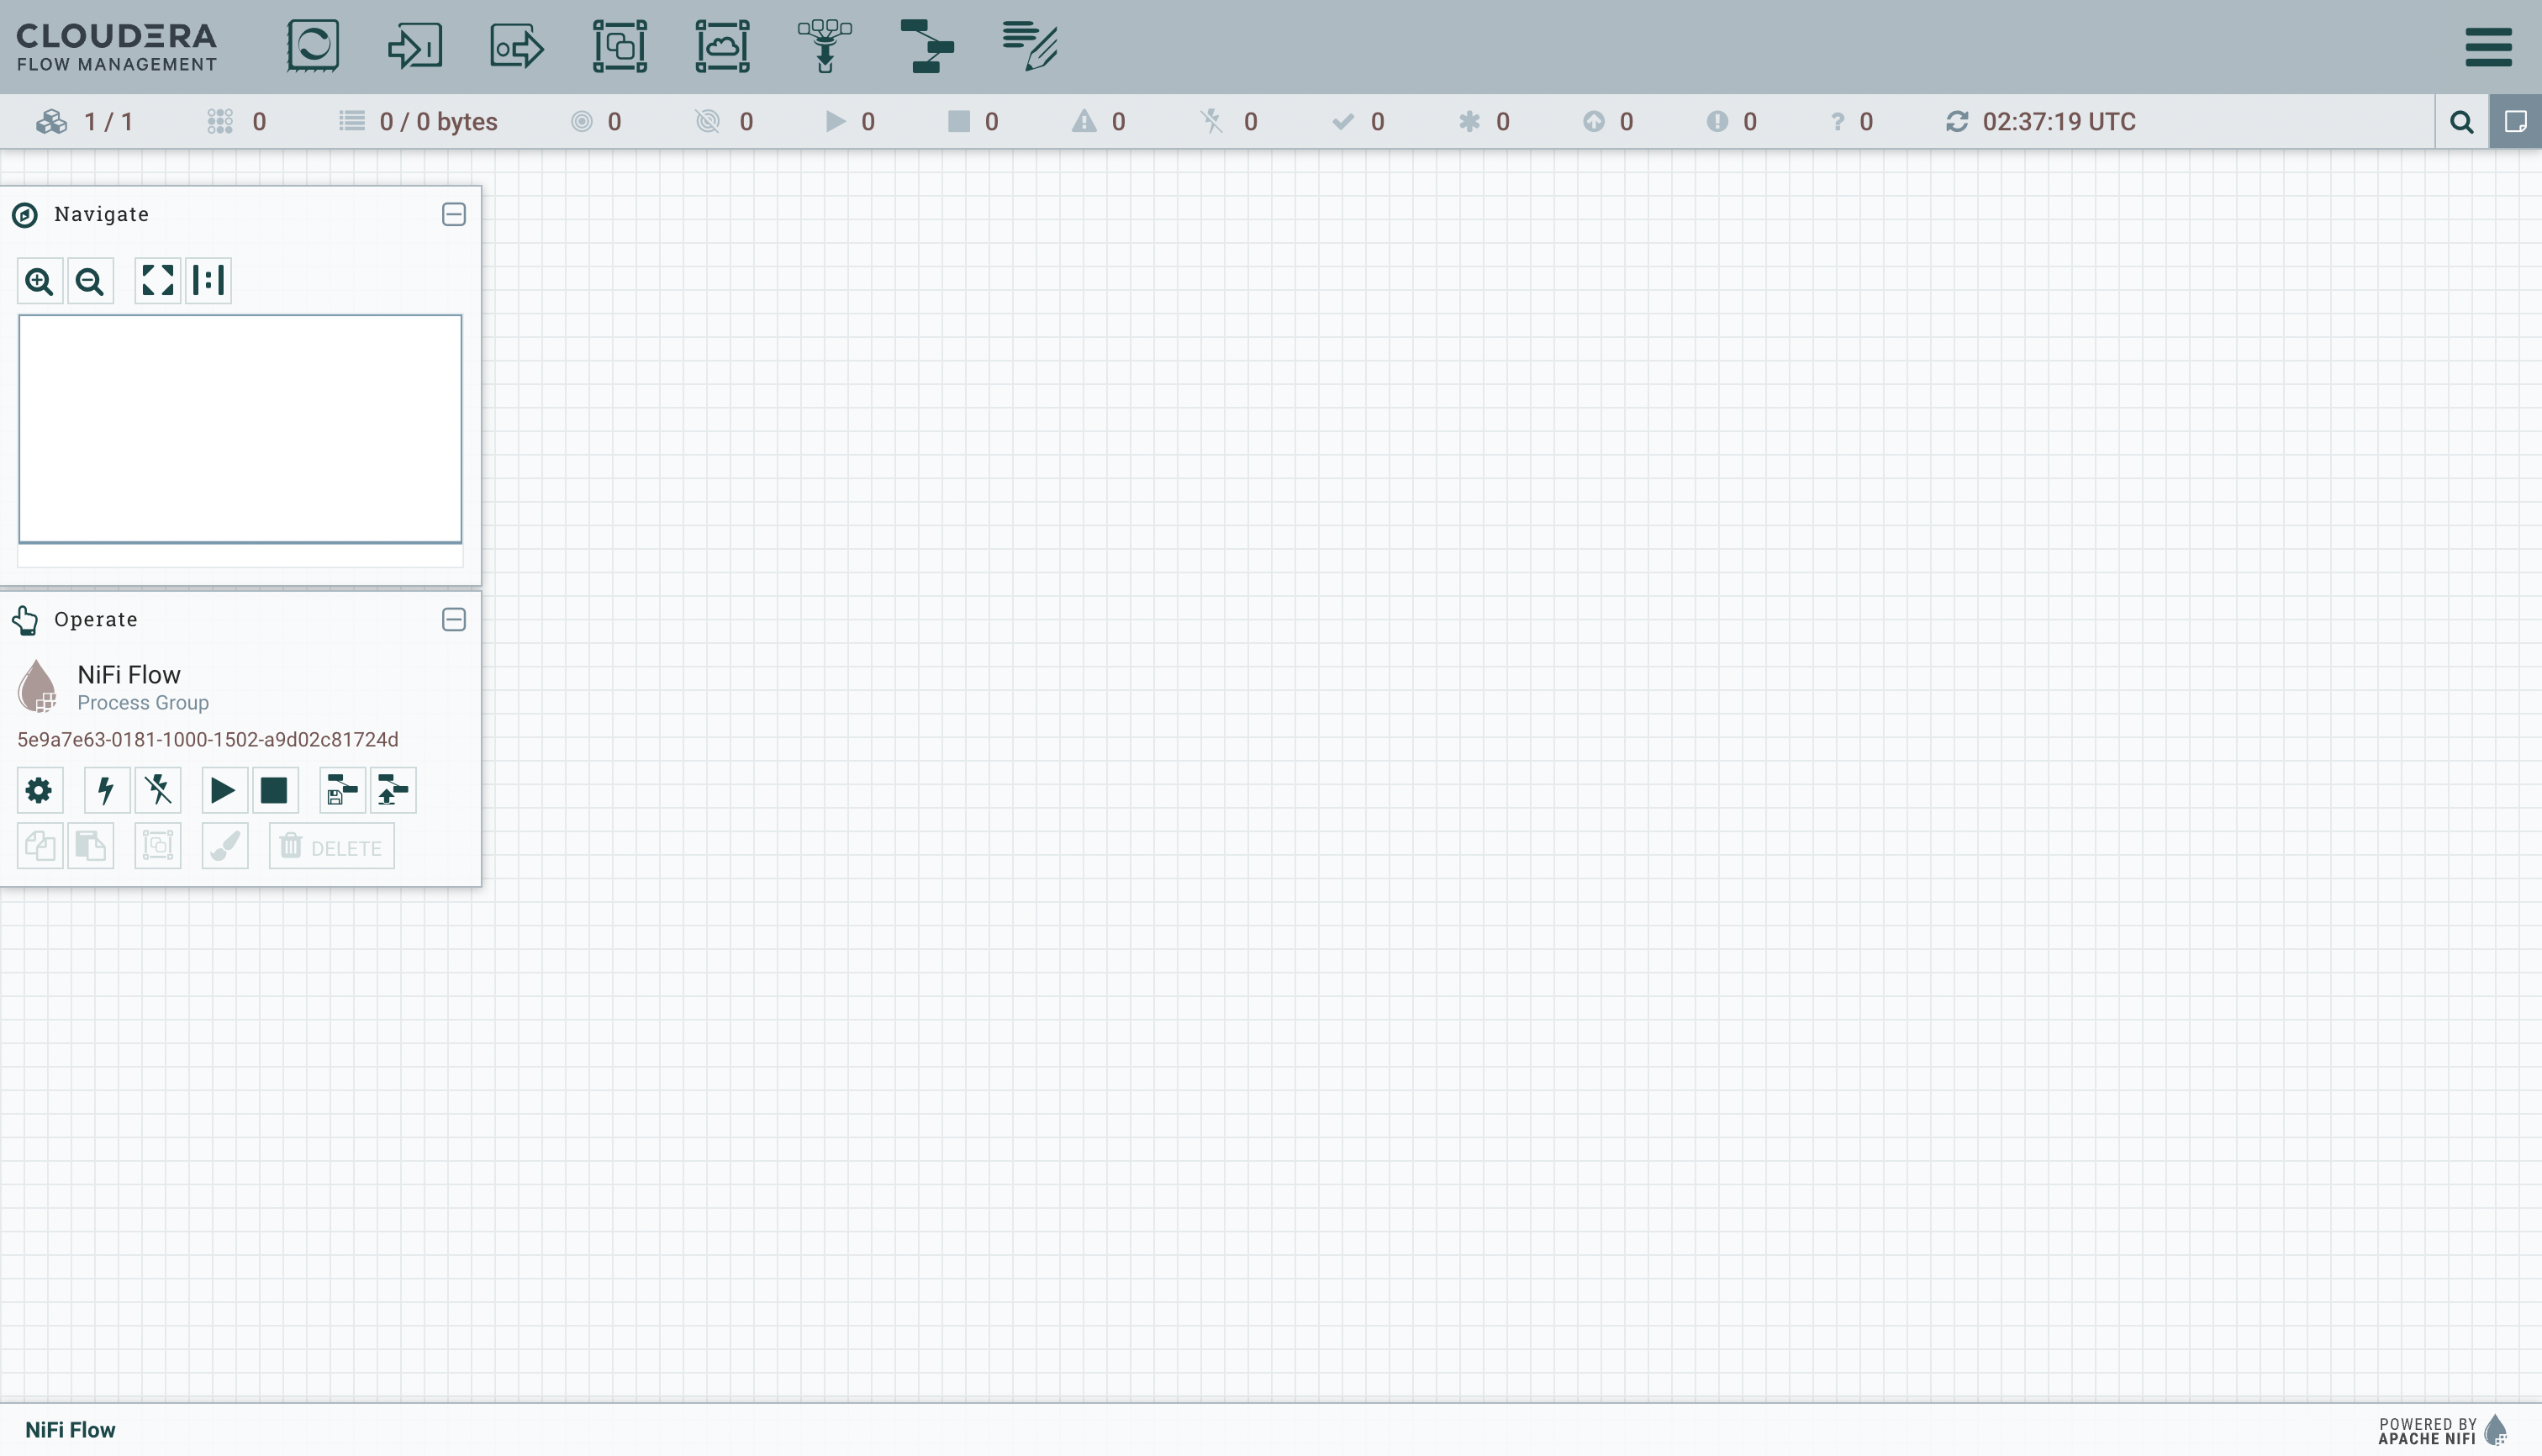 CLOUDERA
FLOW MANAGEMENT
1 / 1
0
0 / 0 bytes
0
0
0
0
0
0
0
0
0
0
? 0
02:37:19 UTC
Navigate
Operate
NiFi Flow
Process Group
5e9a7e63-0181-1000-1502-a9d02c81724d
DELETE
NiFi Flow
POWERED BY
APACHE NIFI